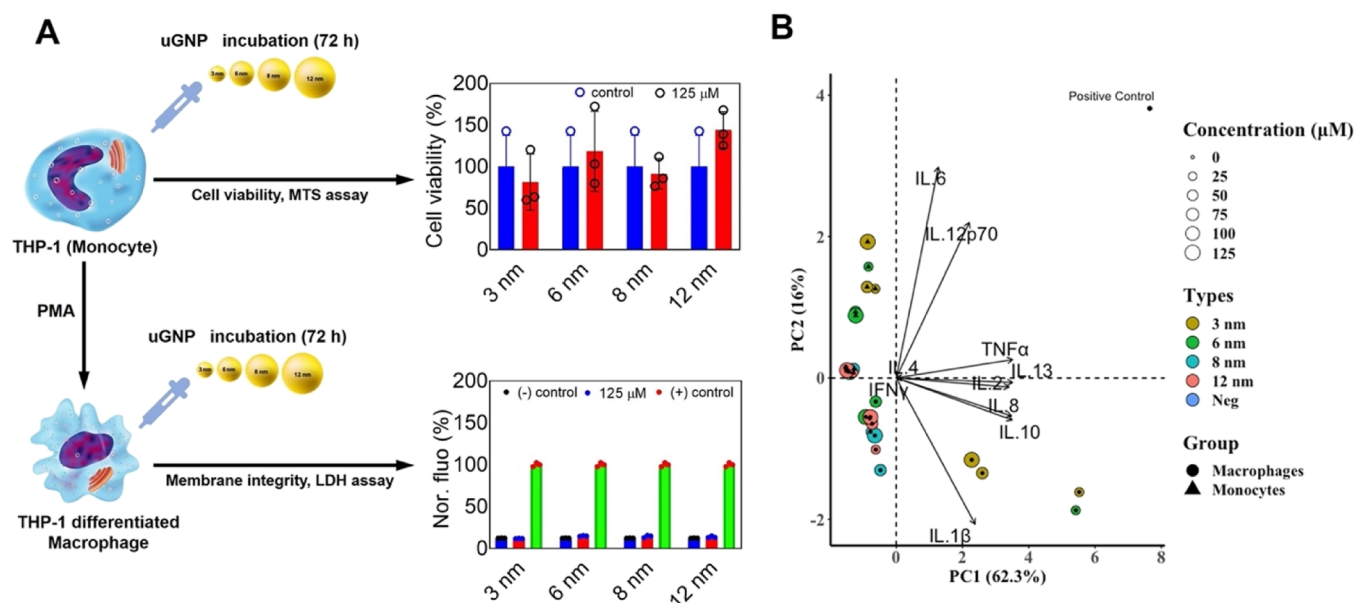 A
uGNP incubation (72 h)
3 nm
6 nm
8 nm
12 nm
THP-1 (Monocyte)
Cell viability, MTS assay
Cell viability (%)
200
150
100
50
0
control
125 μM
3 nm
6 nm
8 nm
12 nm
PMA
uGNP incubation (72 h)
3 nm
6 nm
8 nm
12 nm
THP-1 differentiated
Macrophage
Membrane integrity, LDH assay
Nor. fluo (%)
200
150
100
50
0
(-) control
125 μM
(+) control
3 nm
6 nm
8 nm
12 nm
B
PC2 (16%)
4
2
0
-2
Positive Control
IL.6
IL.12p70
TNFα
IL.4
IL.13
IL.2
IFNγ
IL.8
IL.10
IL.1β
0
2
4
6
8
PC1 (62.3%)
Concentration (μM)
0
25
50
75
100
125
Types
3 nm
6 nm
8 nm
12 nm
Neg
Group
Macrophages
Monocytes